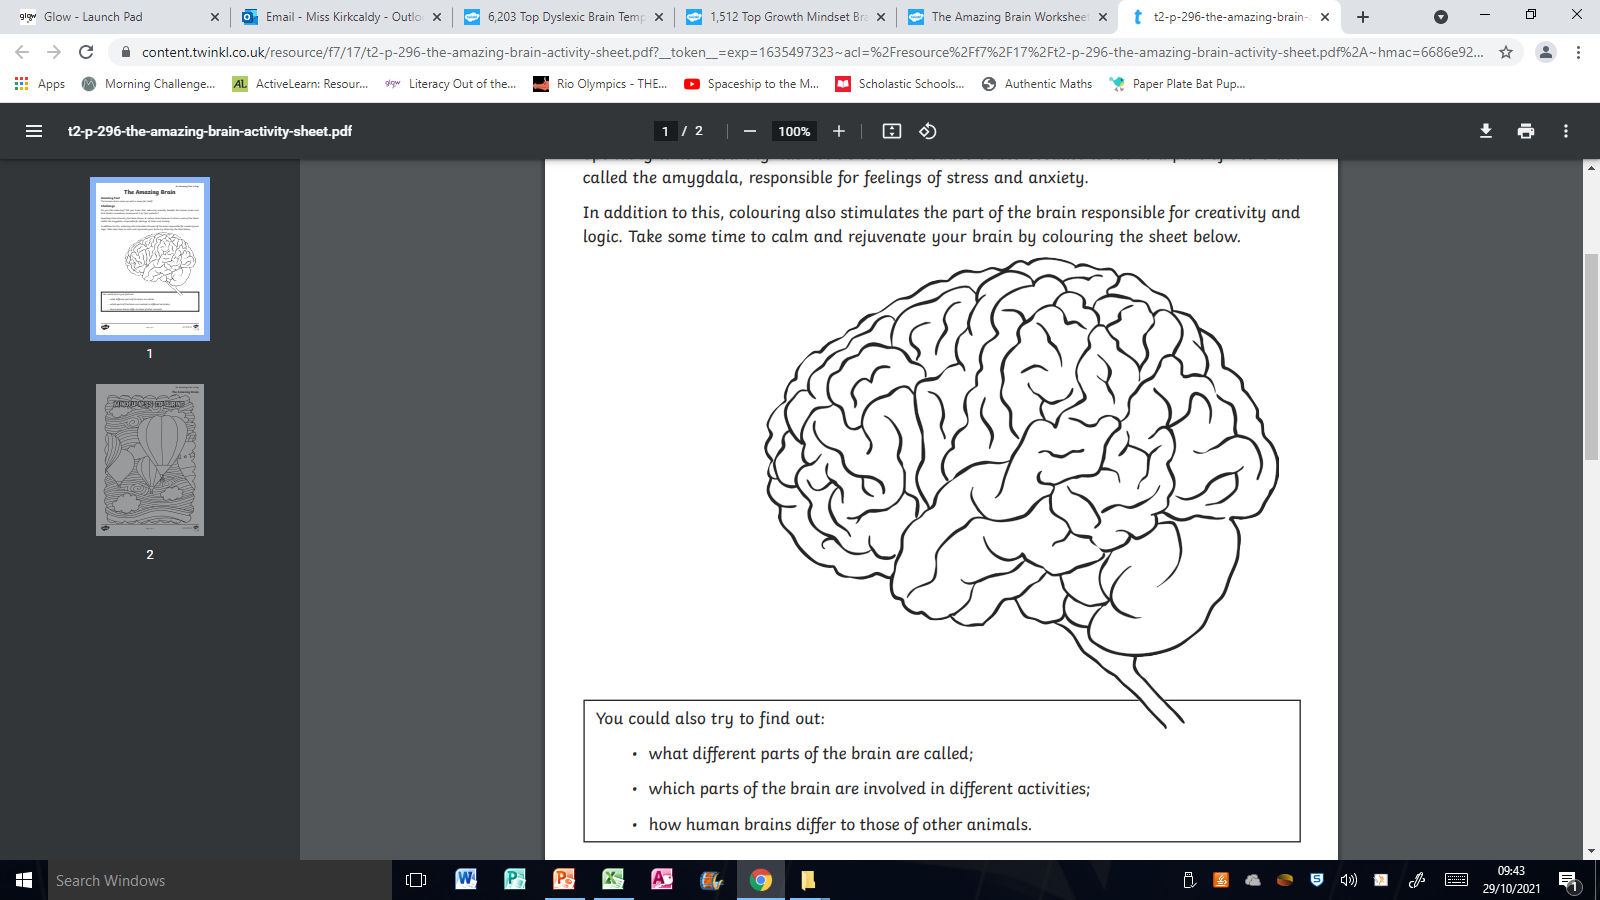 Glow - Launch Pad
Email - Miss Kirkcaldy - Outlo
6,203 Top Dyslexic Brain Temp
1,512 Top Growth Mindset Bra
The Amazing Brain Worksheet
t2-p-296-the-amazing-brain-a
content.twinkl.co.uk/resource/f7/17/t2-p-296-the-amazing-brain-activity-sheet.pdf?__token__=exp=1635497323~acl=%2Fresource%2Ff7%2F17%2Ft2-p-296-the-amazing-brain-activity-sheet.pdf%2A~hmac=6686e92...
Apps
Morning Challenge...
ActiveLearn: Resour...
Literacy Out of the...
Rio Olympics - THE...
Spaceship to the M...
Scholastic Schools...
Authentic Maths
Paper Plate Bat Pup...
t2-p-296-the-amazing-brain-activity-sheet.pdf
1 / 2
100%
The Amazing Brain
1
MINDFULNESS COLOURING
2
called the amygdala, responsible for feelings of stress and anxiety.
In addition to this, colouring also stimulates the part of the brain responsible for creativity and
logic. Take some time to calm and rejuvenate your brain by colouring the sheet below.
You could also try to find out:
• what different parts of the brain are called;
• which parts of the brain are involved in different activities;
• how human brains differ to those of other animals.
Search Windows
09:43
29/10/2021
1